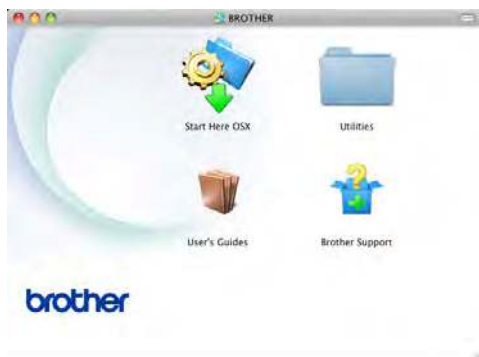 BROTHER
Start Here OSX
Utilities
User's Guides
Brother Support
brother